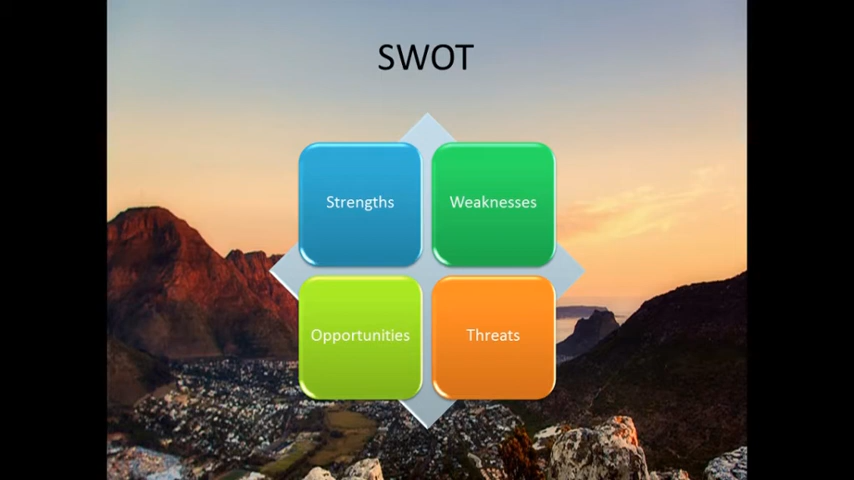 SWOT
Strengths
Weaknesses
Opportunities
Threats